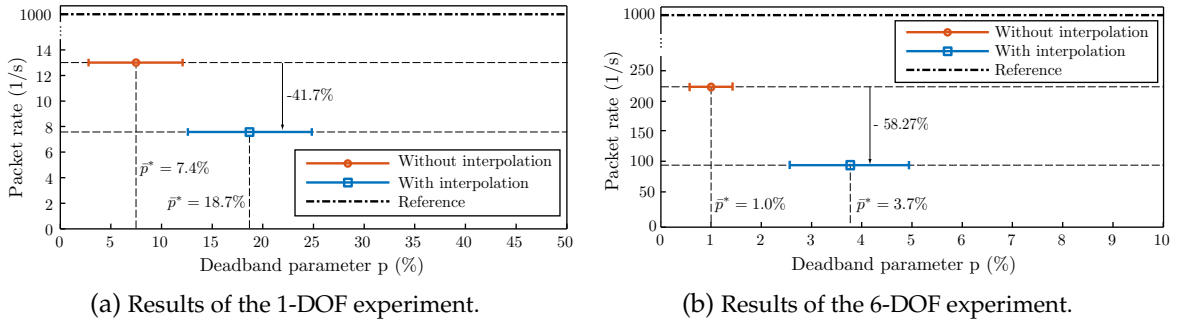 1000
14
12
10
8
6
4
2
0
Packet rate (1/s)
-41.7%
p̄* = 7.4%
p̄* = 18.7%
Without interpolation
With interpolation
Reference
0 5 10 15 20 25 30 35 40 45 50
Deadband parameter p (%)
(a) Results of the 1-DOF experiment.
1000
250
200
150
100
50
0
Packet rate (1/s)
Without interpolation
With interpolation
Reference
- 58.27%
p̄* = 1.0%
p̄* = 3.7%
0 1 2 3 4 5 6 7 8 9 10
Deadband parameter p (%)
(b) Results of the 6-DOF experiment.